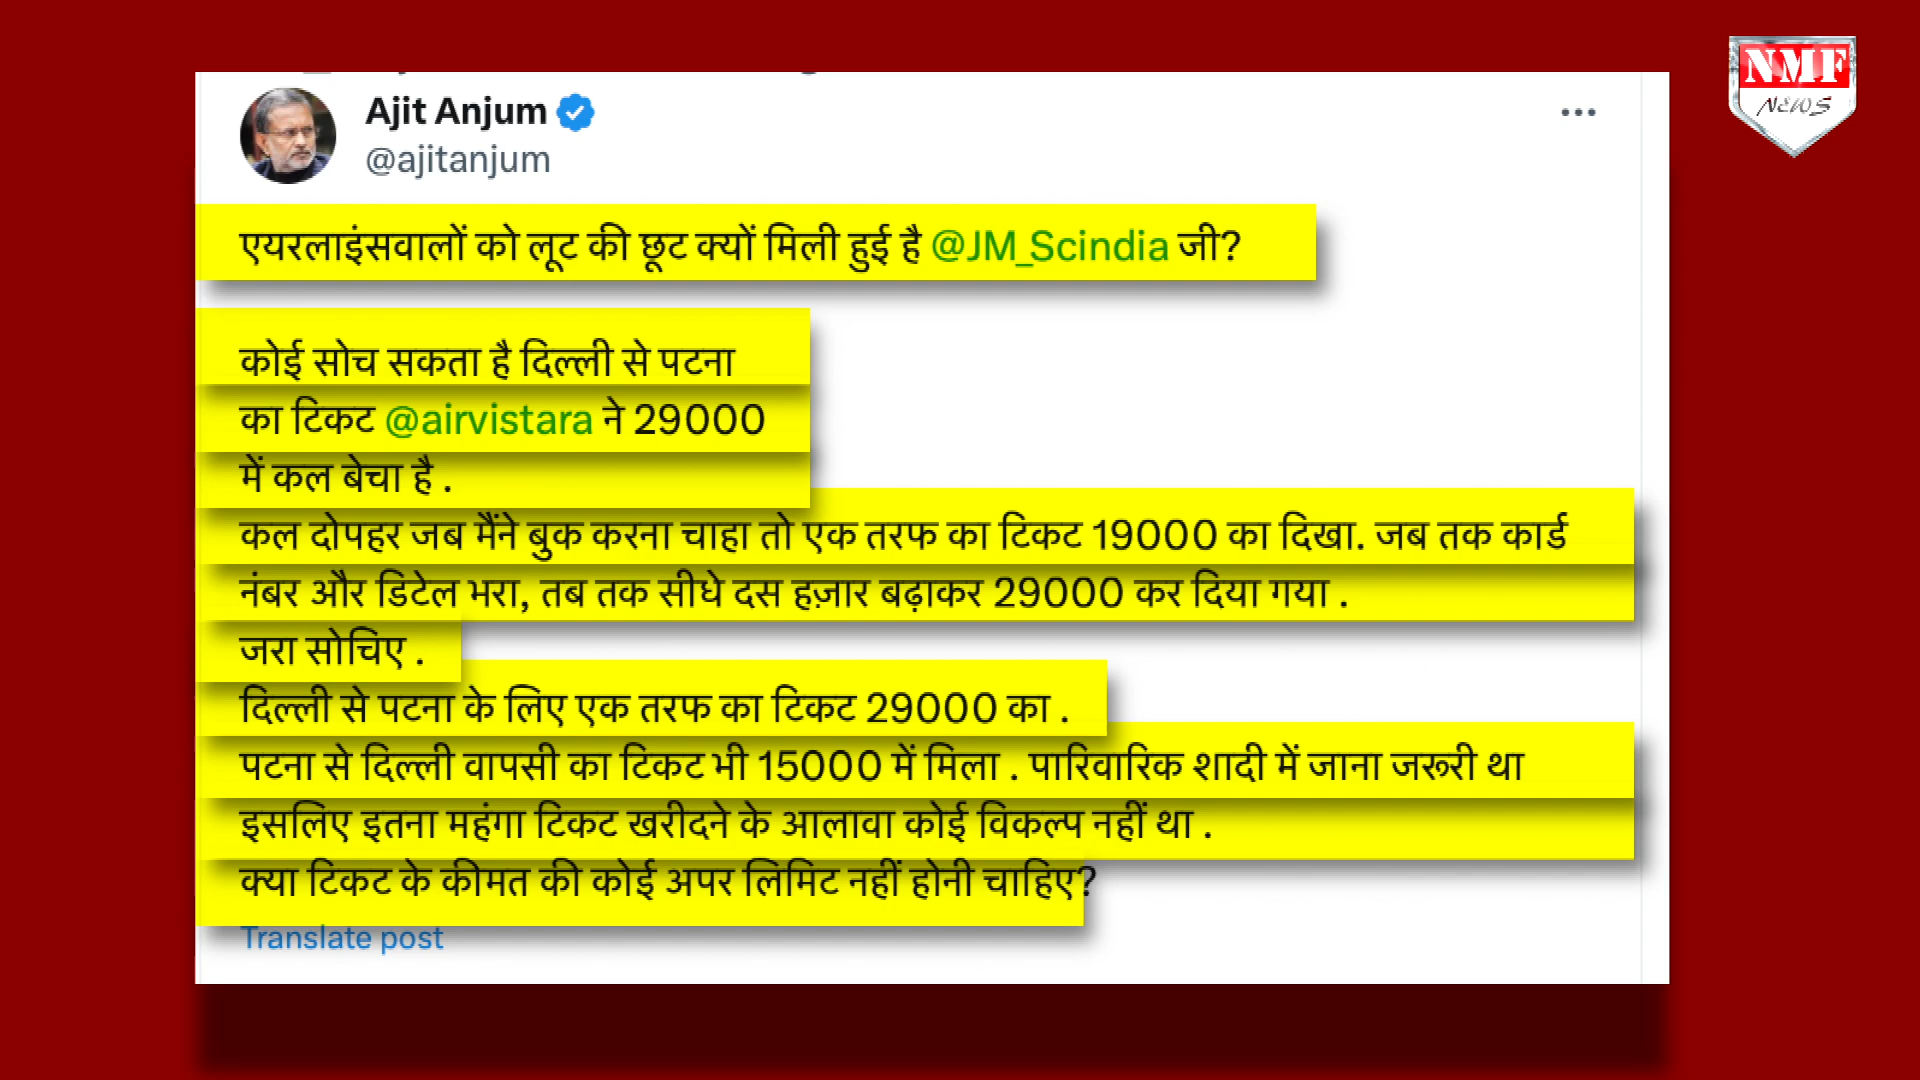 NMF
NEWS
Ajit Anjum
@ajitanjum
एयरलाइंसवालों को लूट की छूट क्यों मिली हुई है @JM_Scindia जी?
कोई सोच सकता है दिल्ली से पटना
का टिकट @airvistara ने 29000
में कल बेचा है .
कल दोपहर जब मैंने बुक करना चाहा तो एक तरफ का टिकट 19000 का दिखा. जब तक कार्ड
नंबर और डिटेल भरा, तब तक सीधे दस हज़ार बढ़ाकर 29000 कर दिया गया .
जरा सोचिए .
दिल्ली से पटना के लिए एक तरफ का टिकट 29000 का .
पटना से दिल्ली वापसी का टिकट भी 15000 में मिला . पारिवारिक शादी में जाना जरूरी था
इसलिए इतना महंगा टिकट खरीदने के आलावा कोई विकल्प नहीं था .
क्या टिकट के कीमत की कोई अपर लिमिट नहीं होनी चाहिए?
Translate post